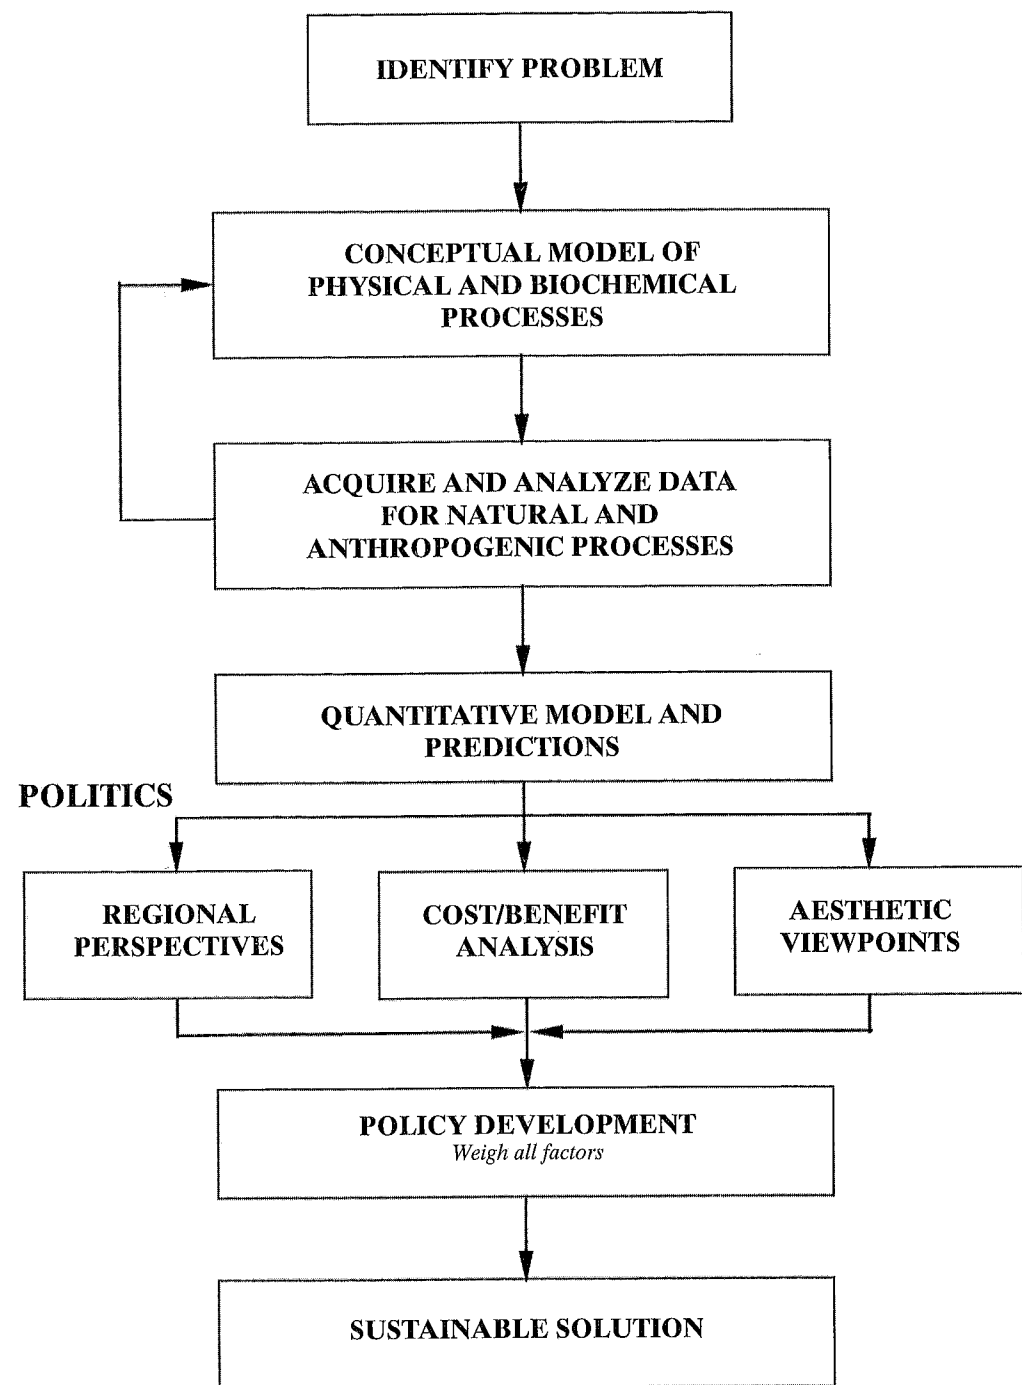 IDENTIFY PROBLEM
CONCEPTUAL MODEL OF
PHYSICAL AND BIOCHEMICAL
PROCESSES
ACQUIRE AND ANALYZE DATA
FOR NATURAL AND
ANTHROPOGENIC PROCESSES
QUANTITATIVE MODEL AND
PREDICTIONS
POLITICS
REGIONAL
PERSPECTIVES
COST/BENEFIT
ANALYSIS
AESTHETIC
VIEWPOINTS
POLICY DEVELOPMENT
Weigh all factors
SUSTAINABLE SOLUTION